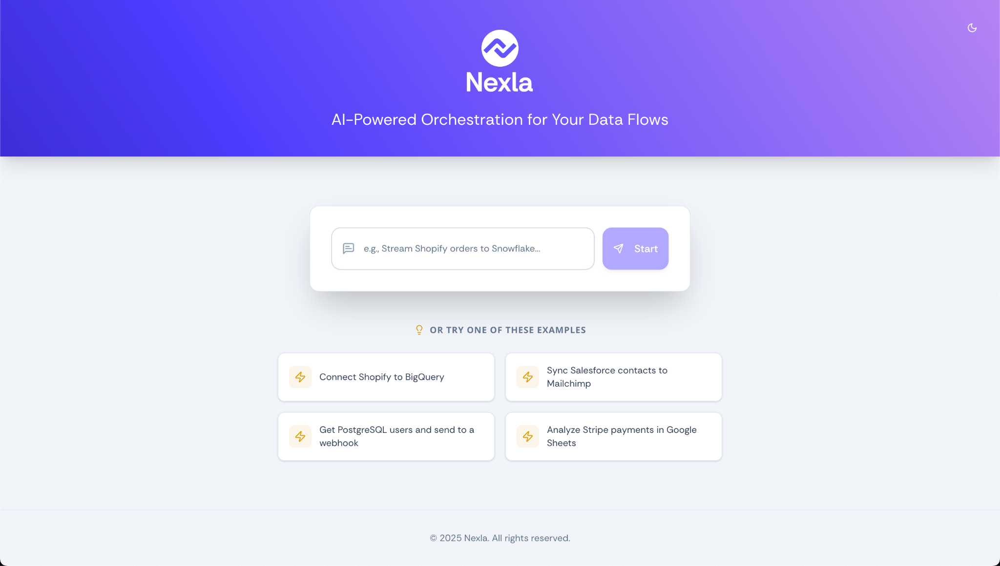 Nexla
AI-Powered Orchestration for Your Data Flows
e.g., Stream Shopify orders to Snowflake...
Start
OR TRY ONE OF THESE EXAMPLES
Connect Shopify to BigQuery
Sync Salesforce contacts to
Mailchimp
Get PostgreSQL users and send to a
webhook
Analyze Stripe payments in Google
Sheets
© 2025 Nexla. All rights reserved.